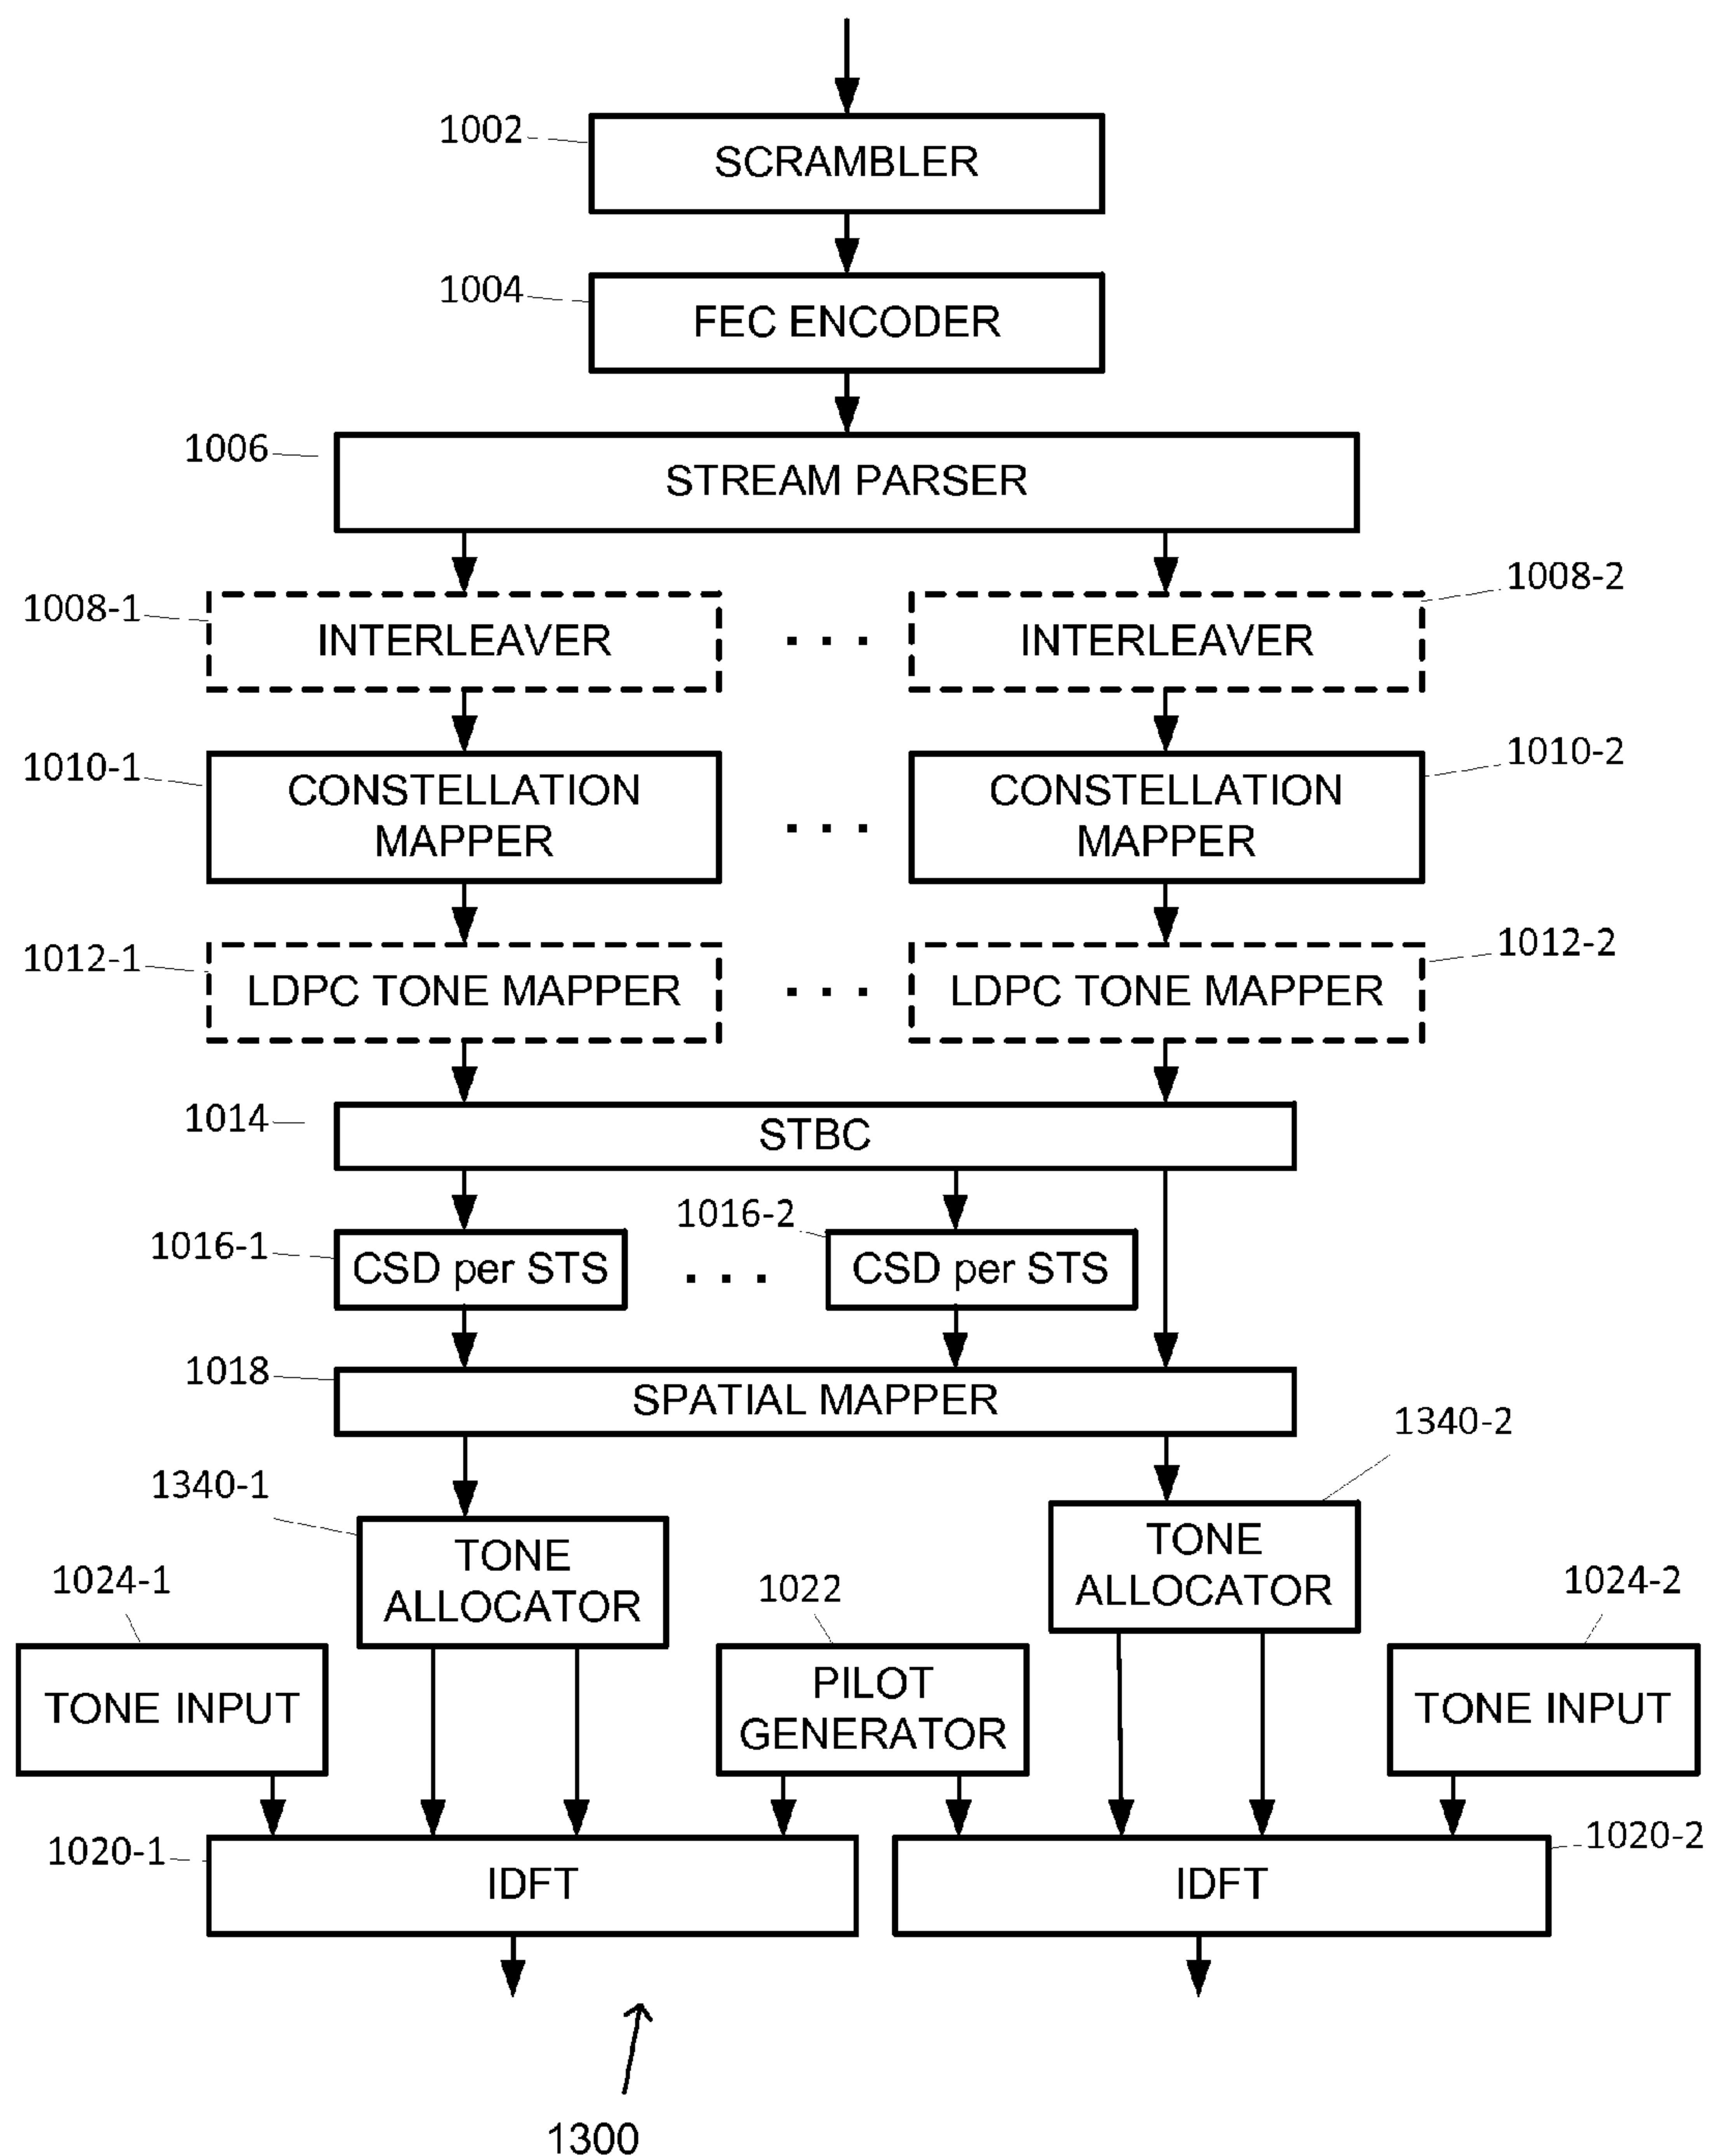 1002
SCRAMBLER
1004
FEC ENCODER
1006
STREAM PARSER
1008-1
INTERLEAVER
. . .
INTERLEAVER
1008-2
1010-1
CONSTELLATION
MAPPER
. . .
CONSTELLATION
MAPPER
1010-2
1012-1
LDPC TONE MAPPER
. . .
LDPC TONE MAPPER
1012-2
1014
STBC
1016-1
CSD per STS
. . .
1016-2
CSD per STS
1018
SPATIAL MAPPER
1340-1
TONE
ALLOCATOR
1340-2
TONE
ALLOCATOR
1024-1
TONE INPUT
1022
PILOT
GENERATOR
1024-2
TONE INPUT
1020-1
IDFT
IDFT
1020-2
1300